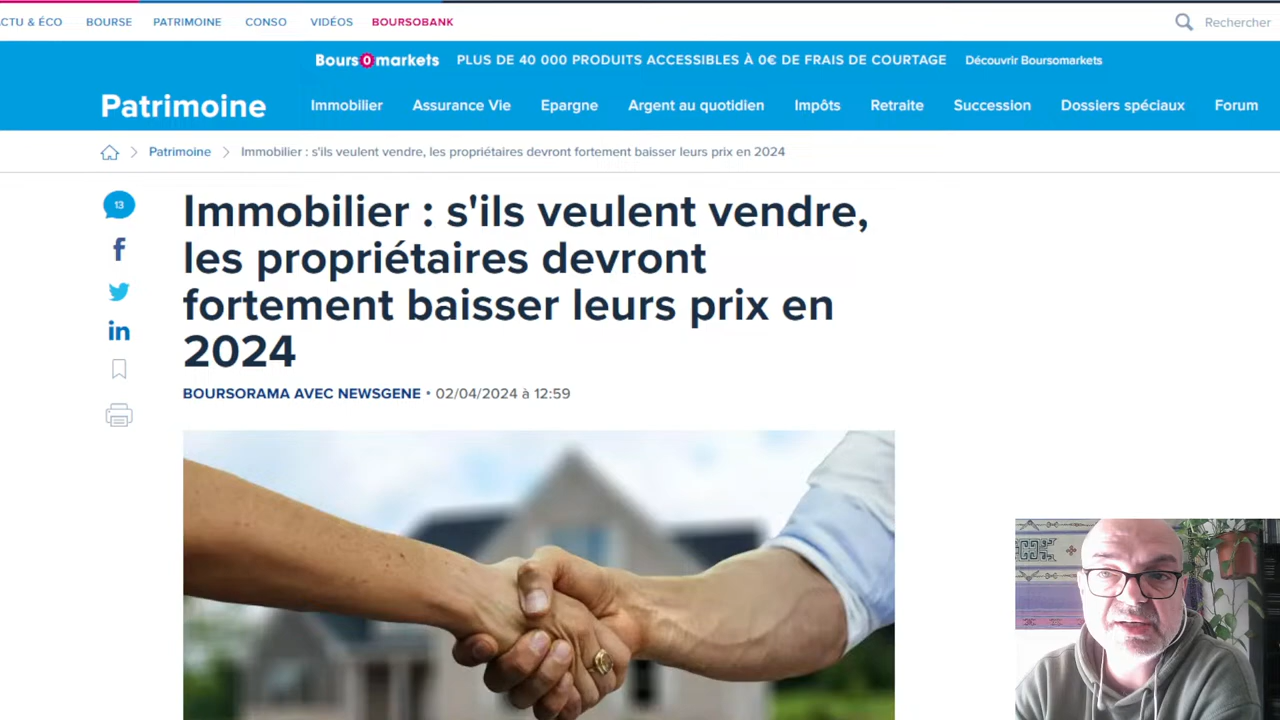 CTU & ÉCO BOURSE PATRIMOINE CONSO VIDÉOS BOURSOBANK Rechercher
BoursOmarkets PLUS DE 40 000 PRODUITS ACCESSIBLES À 0€ DE FRAIS DE COURTAGE Découvrir Boursomarkets
Patrimoine Immobilier Assurance Vie Epargne Argent au quotidien Impôts Retraite Succession Dossiers spéciaux Forum
Patrimoine Immobilier : s'ils veulent vendre, les propriétaires devront fortement baisser leurs prix en 2024
13
Immobilier : s'ils veulent vendre,
les propriétaires devront
fortement baisser leurs prix en
2024
BOURSORAMA AVEC NEWSGENE • 02/04/2024 à 12:59